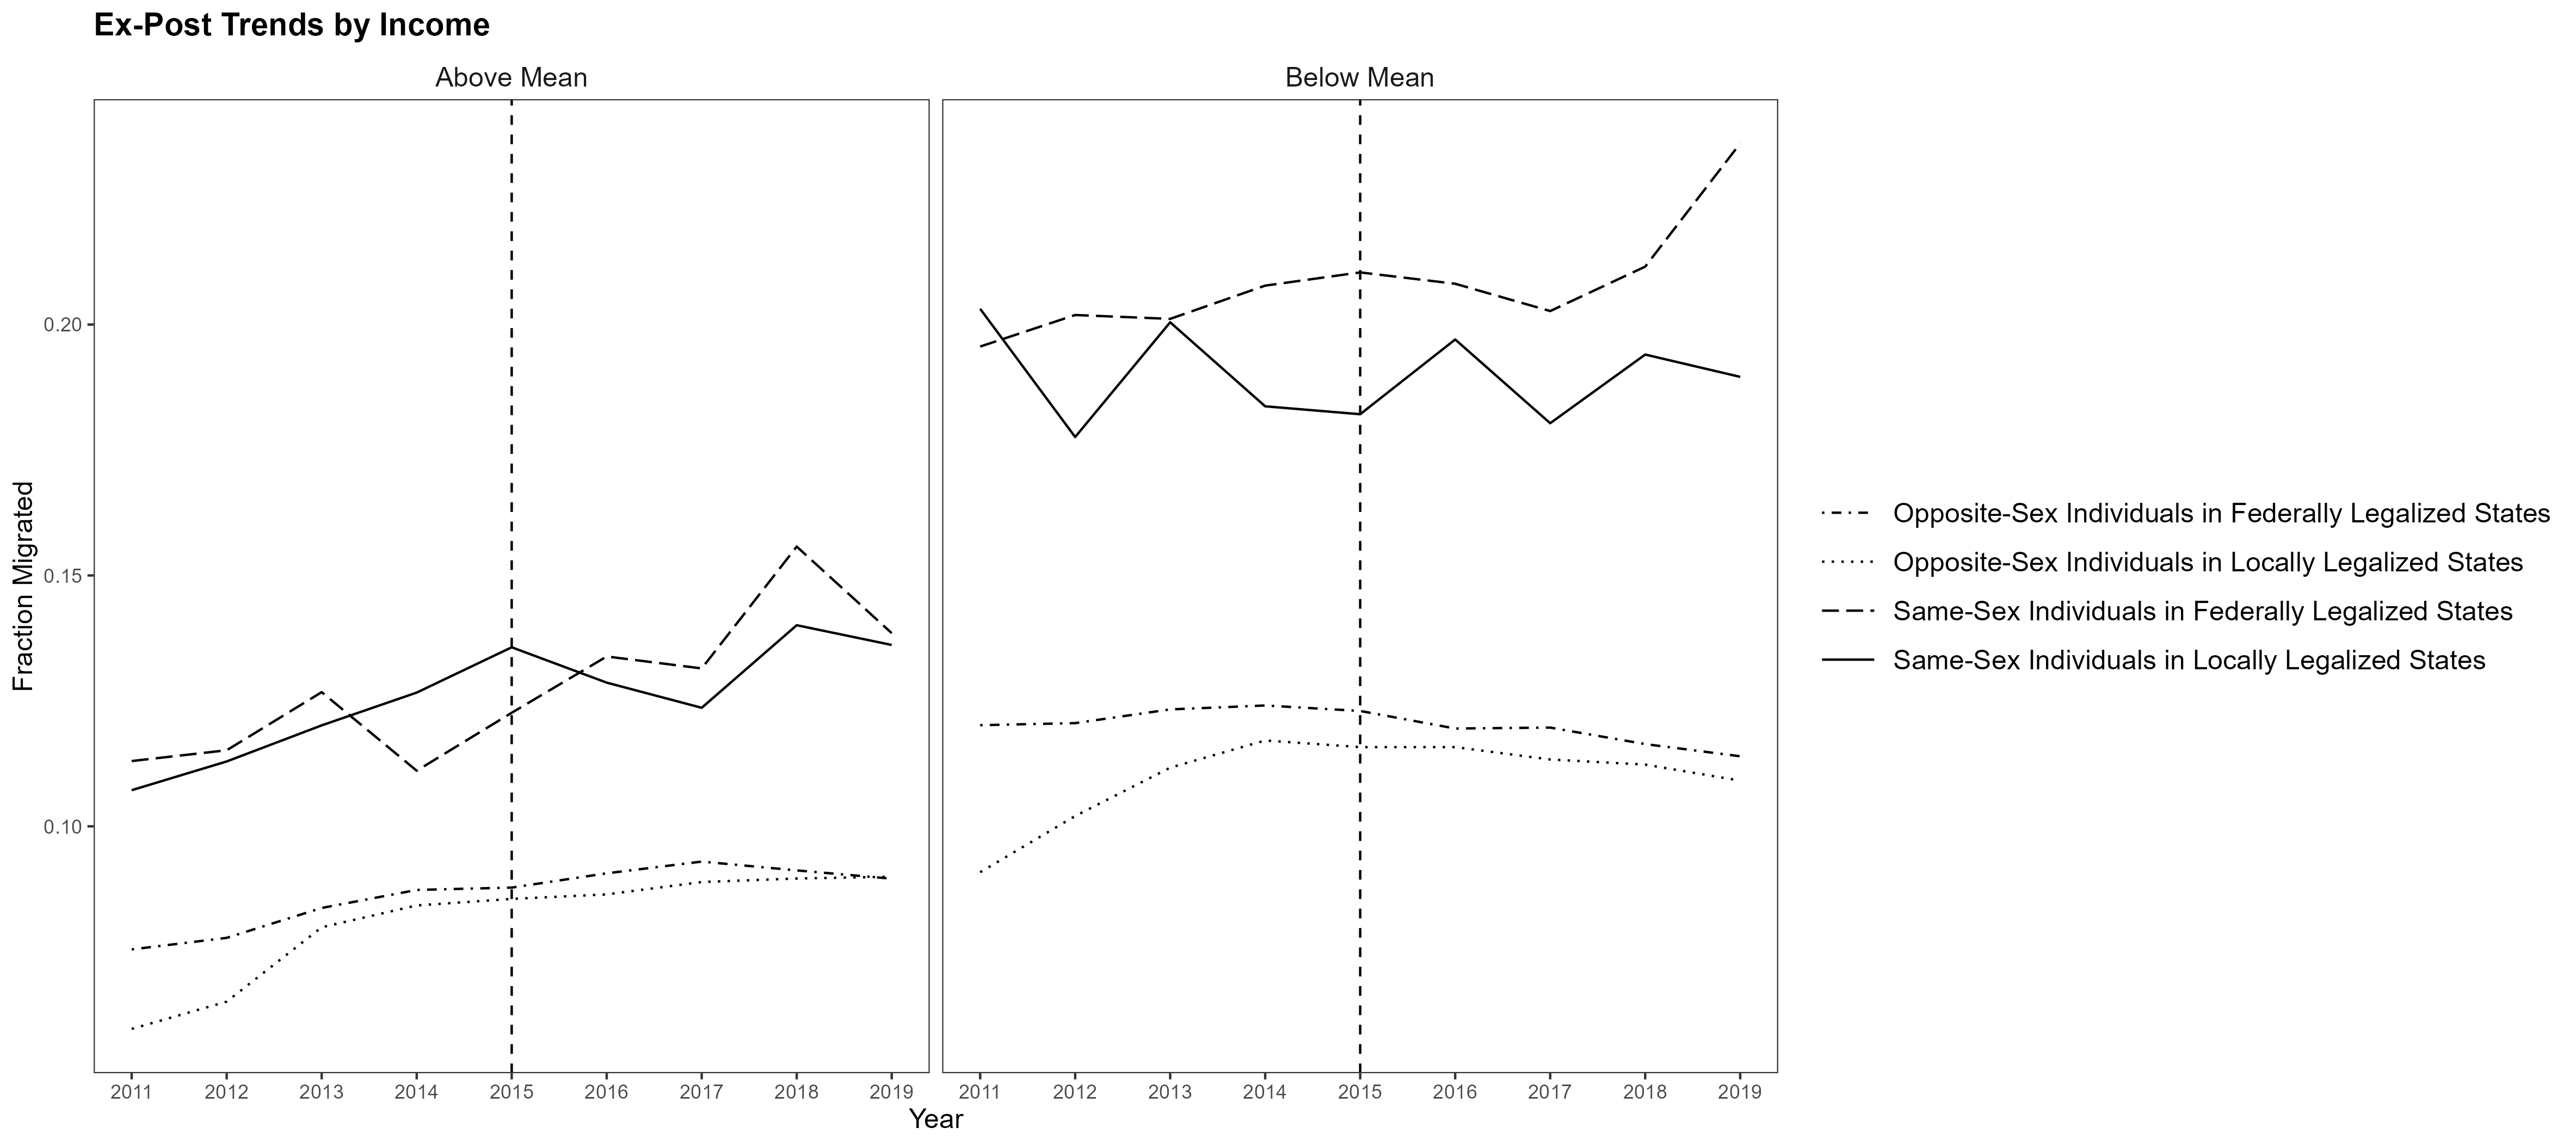 Ex-Post Trends by Income
Above Mean
Below Mean
Fraction Migrated
0.20
0.15
0.10
2011 2012 2013 2014 2015 2016 2017 2018 2019
2011 2012 2013 2014 2015 2016 2017 2018 2019
Year
Opposite-Sex Individuals in Federally Legalized States
Opposite-Sex Individuals in Locally Legalized States
Same-Sex Individuals in Federally Legalized States
Same-Sex Individuals in Locally Legalized States